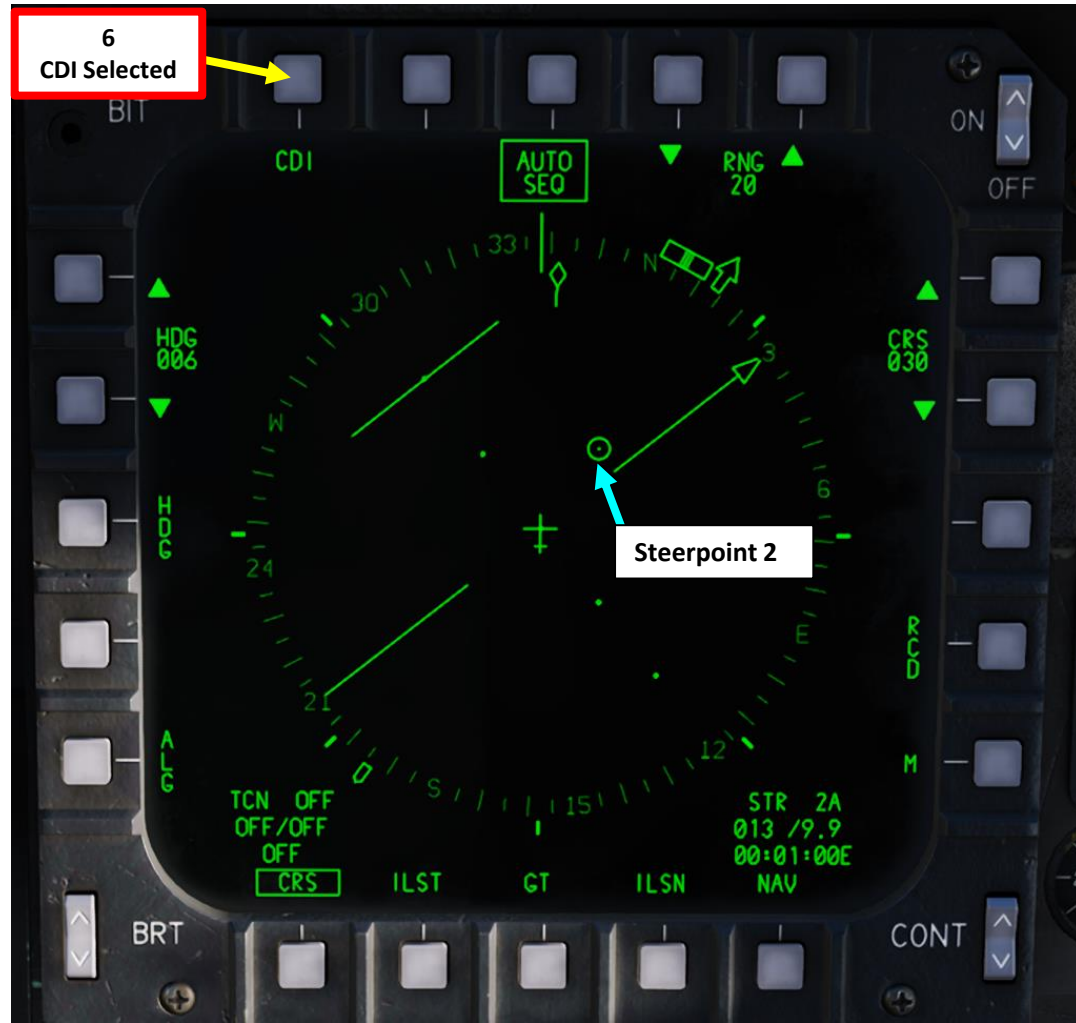 6
CDI Selected
BIT
ON
OFF
CDI
AUTO
SEQ
RNG
20
33
N
30
3
HDG
006
CRS
030
W
6
HDG
Steerpoint 2
24
E
RCD
21
12
ALG
M
S
15
TCN OFF
OFF/OFF
OFF
STR 2A
013 /9.9
00:01:00E
CRS
ILST
GT
ILSN
NAV
BRT
CONT